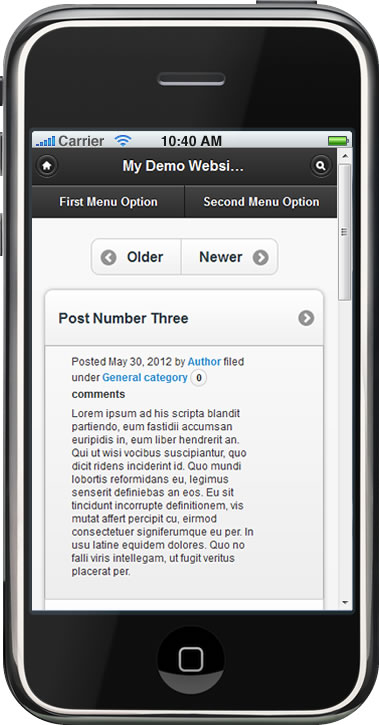 Carrier 10:40 AM
My Demo Websi...
First Menu Option Second Menu Option
Older Newer
Post Number Three
Posted May 30, 2012 by Author filed
under General category 0
comments
Lorem ipsum ad his scripta blandit
partiendo, eum fastidii accumsan
euripidis in, eum liber hendrerit an.
Qui ut wisi vocibus suscipiantur, quo
dicit ridens inciderint id. Quo mundi
lobortis reformidans eu, legimus
senserit definiebas an eos. Eu sit
tincidunt incorrupte definitionem, vis
mutat affert percipit cu, eirmod
consectetuer signiferumque eu per. In
usu latine equidem dolores. Quo no
falli viris intellegam, ut fugit veritus
placerat per.